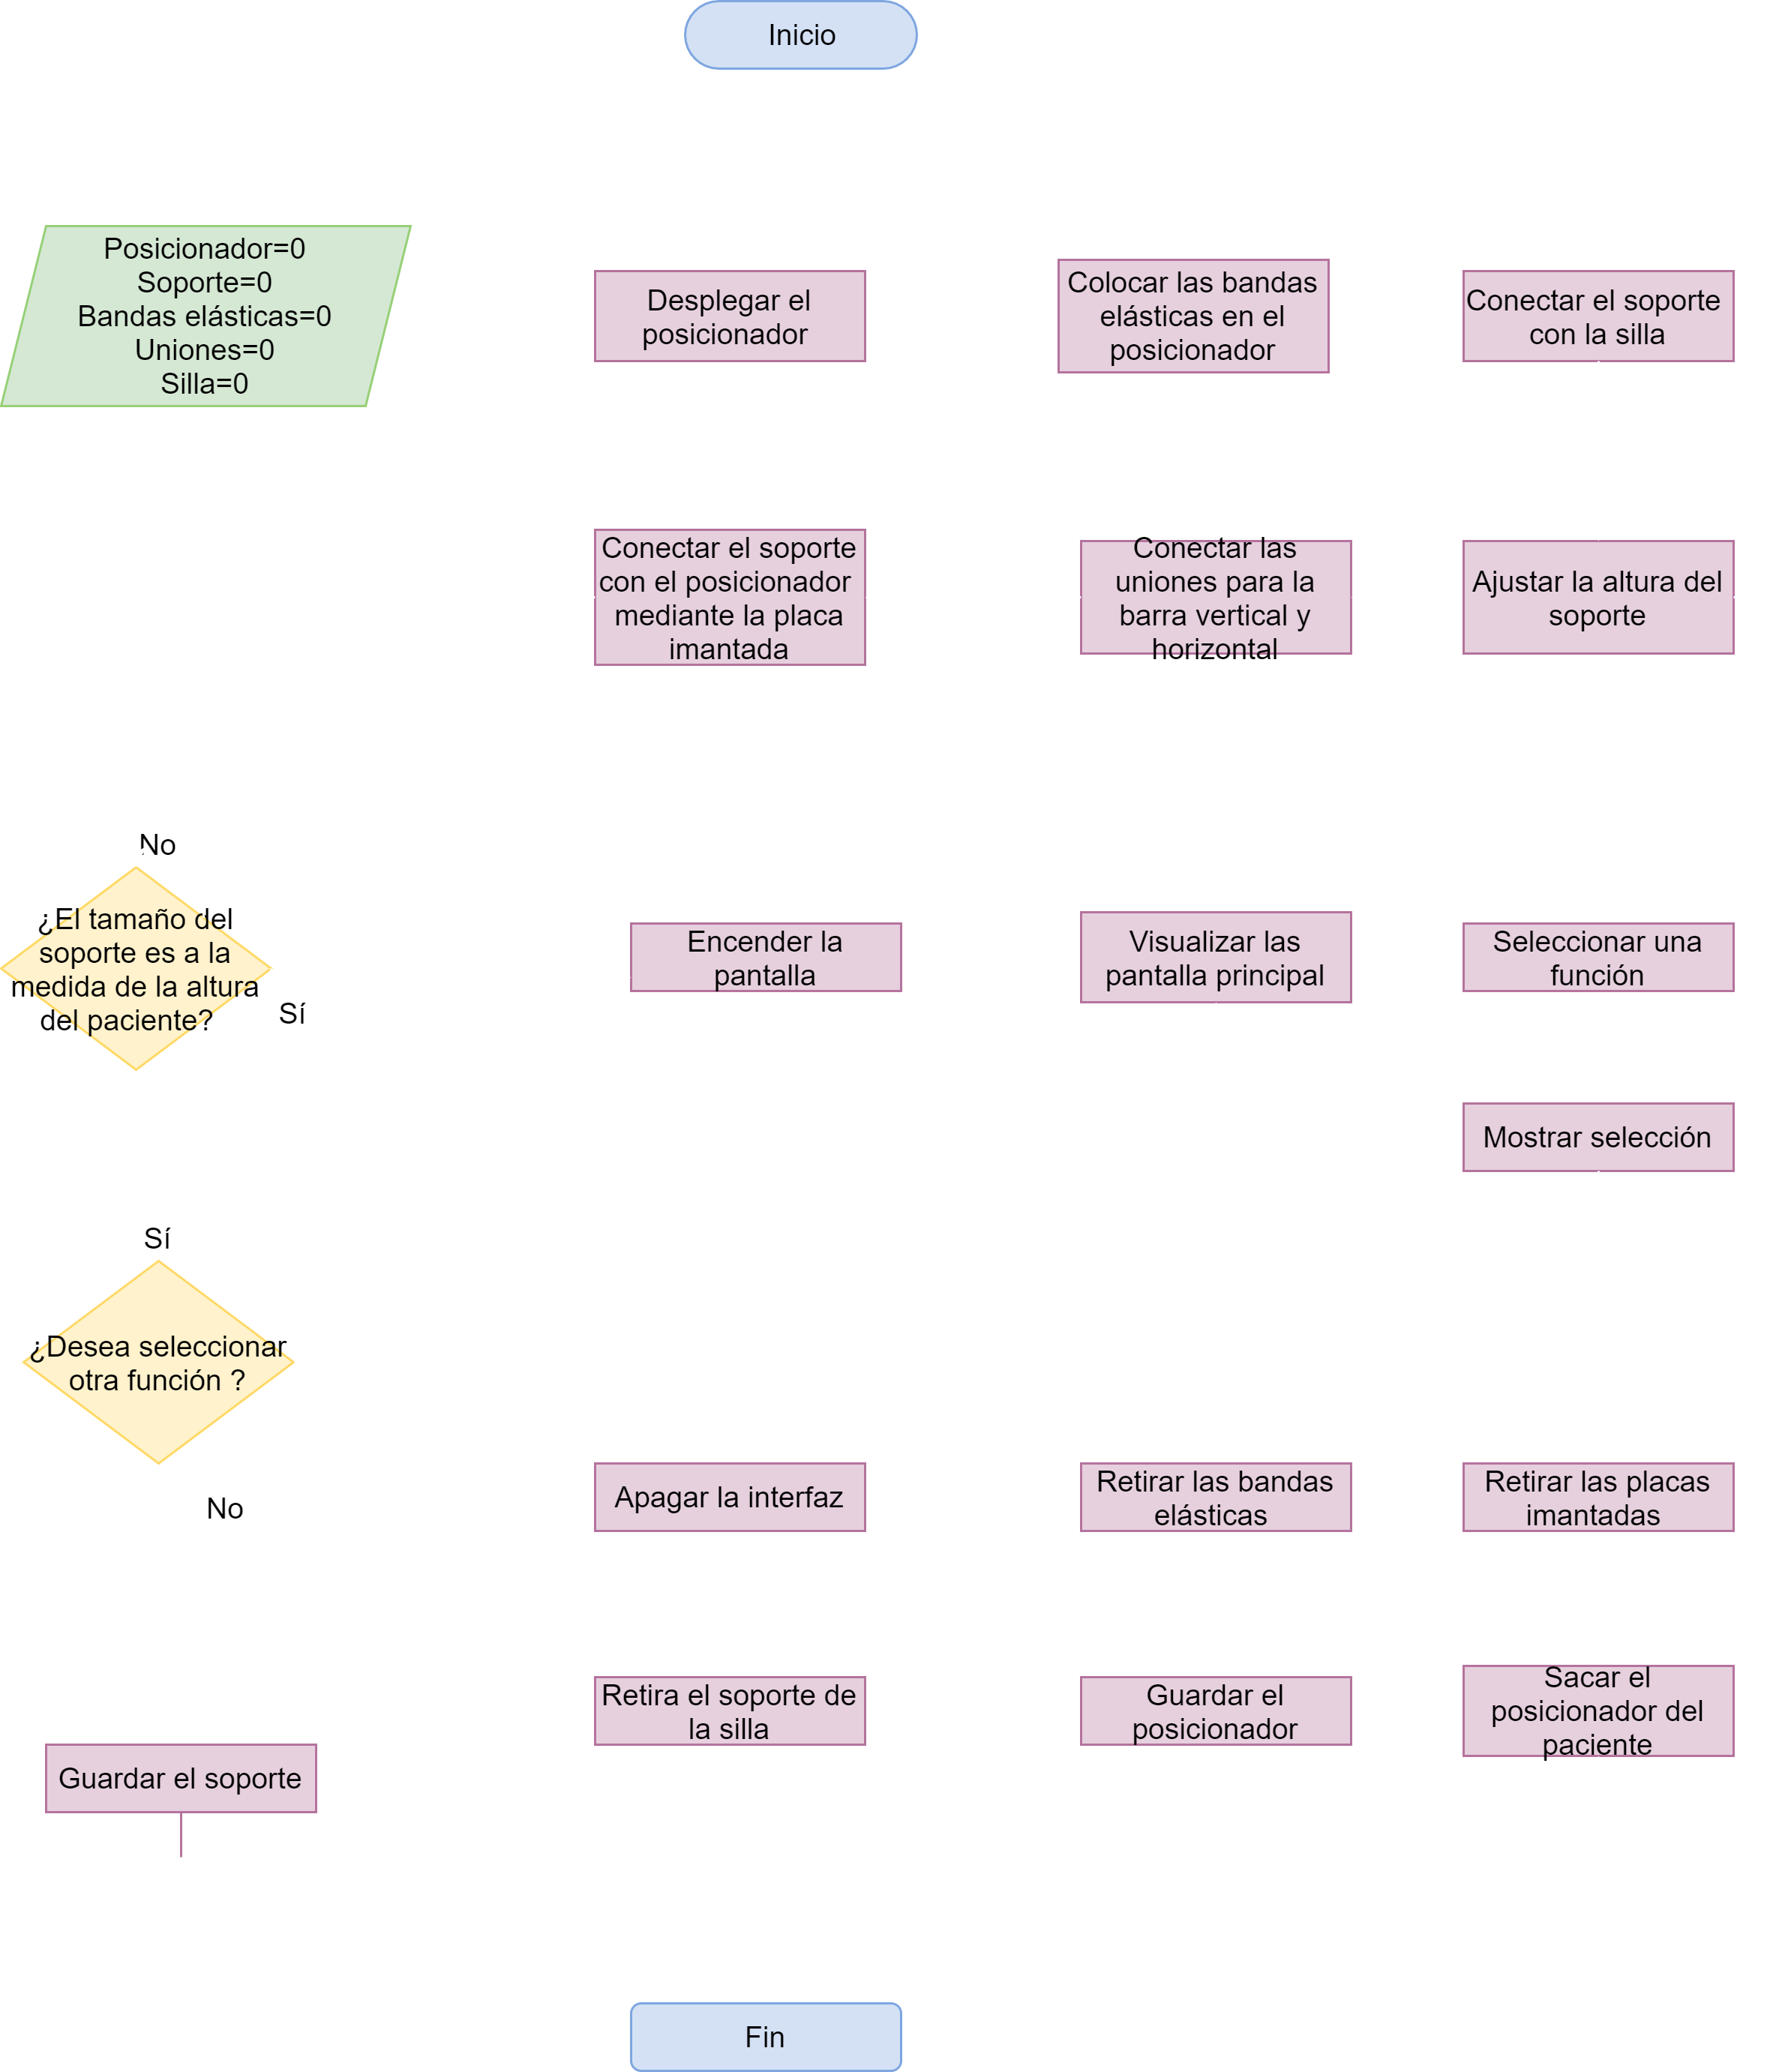 Inicio
Posicionador=0
Soporte=0
Bandas elásticas=0
Uniones=0
Silla=0
Desplegar el
posicionador
Colocar las bandas
elásticas en el
posicionador
Conectar el soporte
con la silla
Conectar el soporte
con el posicionador
mediante la placa
imantada
Conectar las
uniones para la
barra vertical y
horizontal
Ajustar la altura del
soporte
No
¿El tamaño del
soporte es a la
medida de la altura
del paciente?
Sí
Encender la
pantalla
Visualizar las
pantalla principal
Seleccionar una
función
Mostrar selección
Sí
¿Desea seleccionar
otra función ?
No
Apagar la interfaz
Retirar las bandas
elásticas
Retirar las placas
imantadas
Retira el soporte de
la silla
Guardar el
posicionador
Sacar el
posicionador del
paciente
Guardar el soporte
Fin